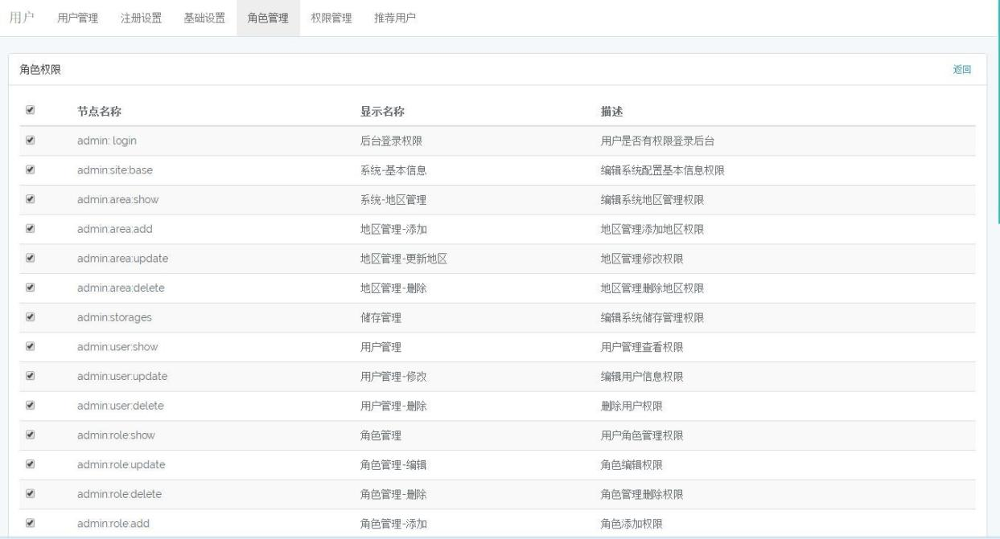 用户 用户管理 注册设置 基础设置 角色管理 权限管理 推荐用户
角色权限 返回
节点名称 显示名称 描述
admin: login 后台登录权限 用户是否有权限登录后台
admin:site:base 系统-基本信息 编辑系统配置基本信息权限
admin:area:show 系统-地区管理 编辑系统地区管理权限
admin:area:add 地区管理-添加 地区管理添加地区权限
admin:area:update 地区管理-更新地区 地区管理修改权限
admin:area:delete 地区管理-删除 地区管理删除地区权限
admin:storages 储存管理 编辑系统储存管理权限
admin:user:show 用户管理 用户管理查看权限
admin:user:update 用户管理-修改 编辑用户信息权限
admin:user:delete 用户管理-删除 删除用户权限
admin:role:show 角色管理 用户角色管理权限
admin:role:update 角色管理-编辑 角色编辑权限
admin:role:delete 角色管理-删除 角色管理删除权限
admin:role:add 角色管理-添加 角色添加权限